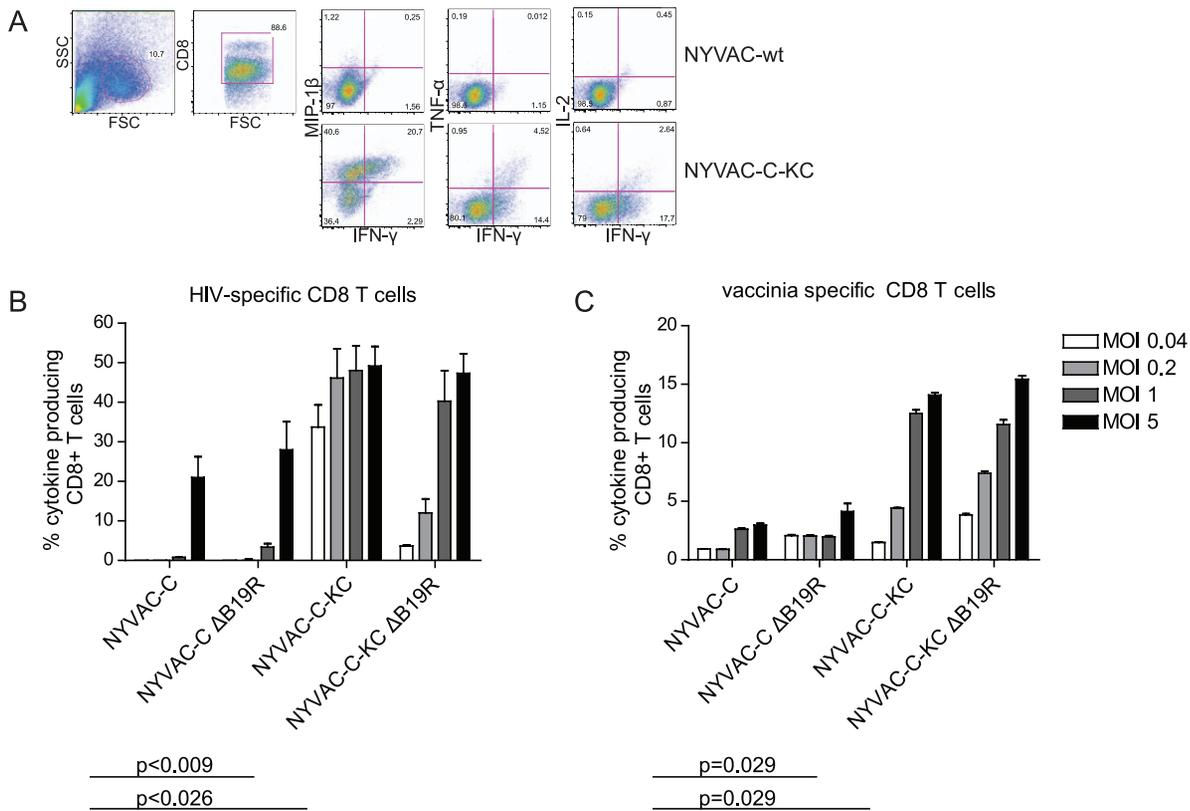 A
SSC
10.7
FSC
CD8
88.6
FSC
MIP-1β
1.22 0.25
97 1.56
TNF-α
0.19 0.012
98.6 1.15
IL-2
0.15 0.45
98.5 0.87
NYVAC-wt
40.6 20.7
36.4 2.29
IFN-γ
0.95 4.52
80.1 14.4
IFN-γ
0.64 2.64
79 17.7
IFN-γ
NYVAC-C-KC
B
HIV-specific CD8 T cells
% cytokine producing
CD8+ T cells
60
50
40
30
20
10
0
NYVAC-C
NYVAC-C ΔB19R
NYVAC-C-KC
NYVAC-C-KC ΔB19R
p<0.009
p<0.026
C
vaccinia specific CD8 T cells
% cytokine producing
CD8+ T cells
20
15
10
5
0
NYVAC-C
NYVAC-C ΔB19R
NYVAC-C-KC
NYVAC-C-KC ΔB19R
MOI 0.04
MOI 0.2
MOI 1
MOI 5
p=0.029
p=0.029